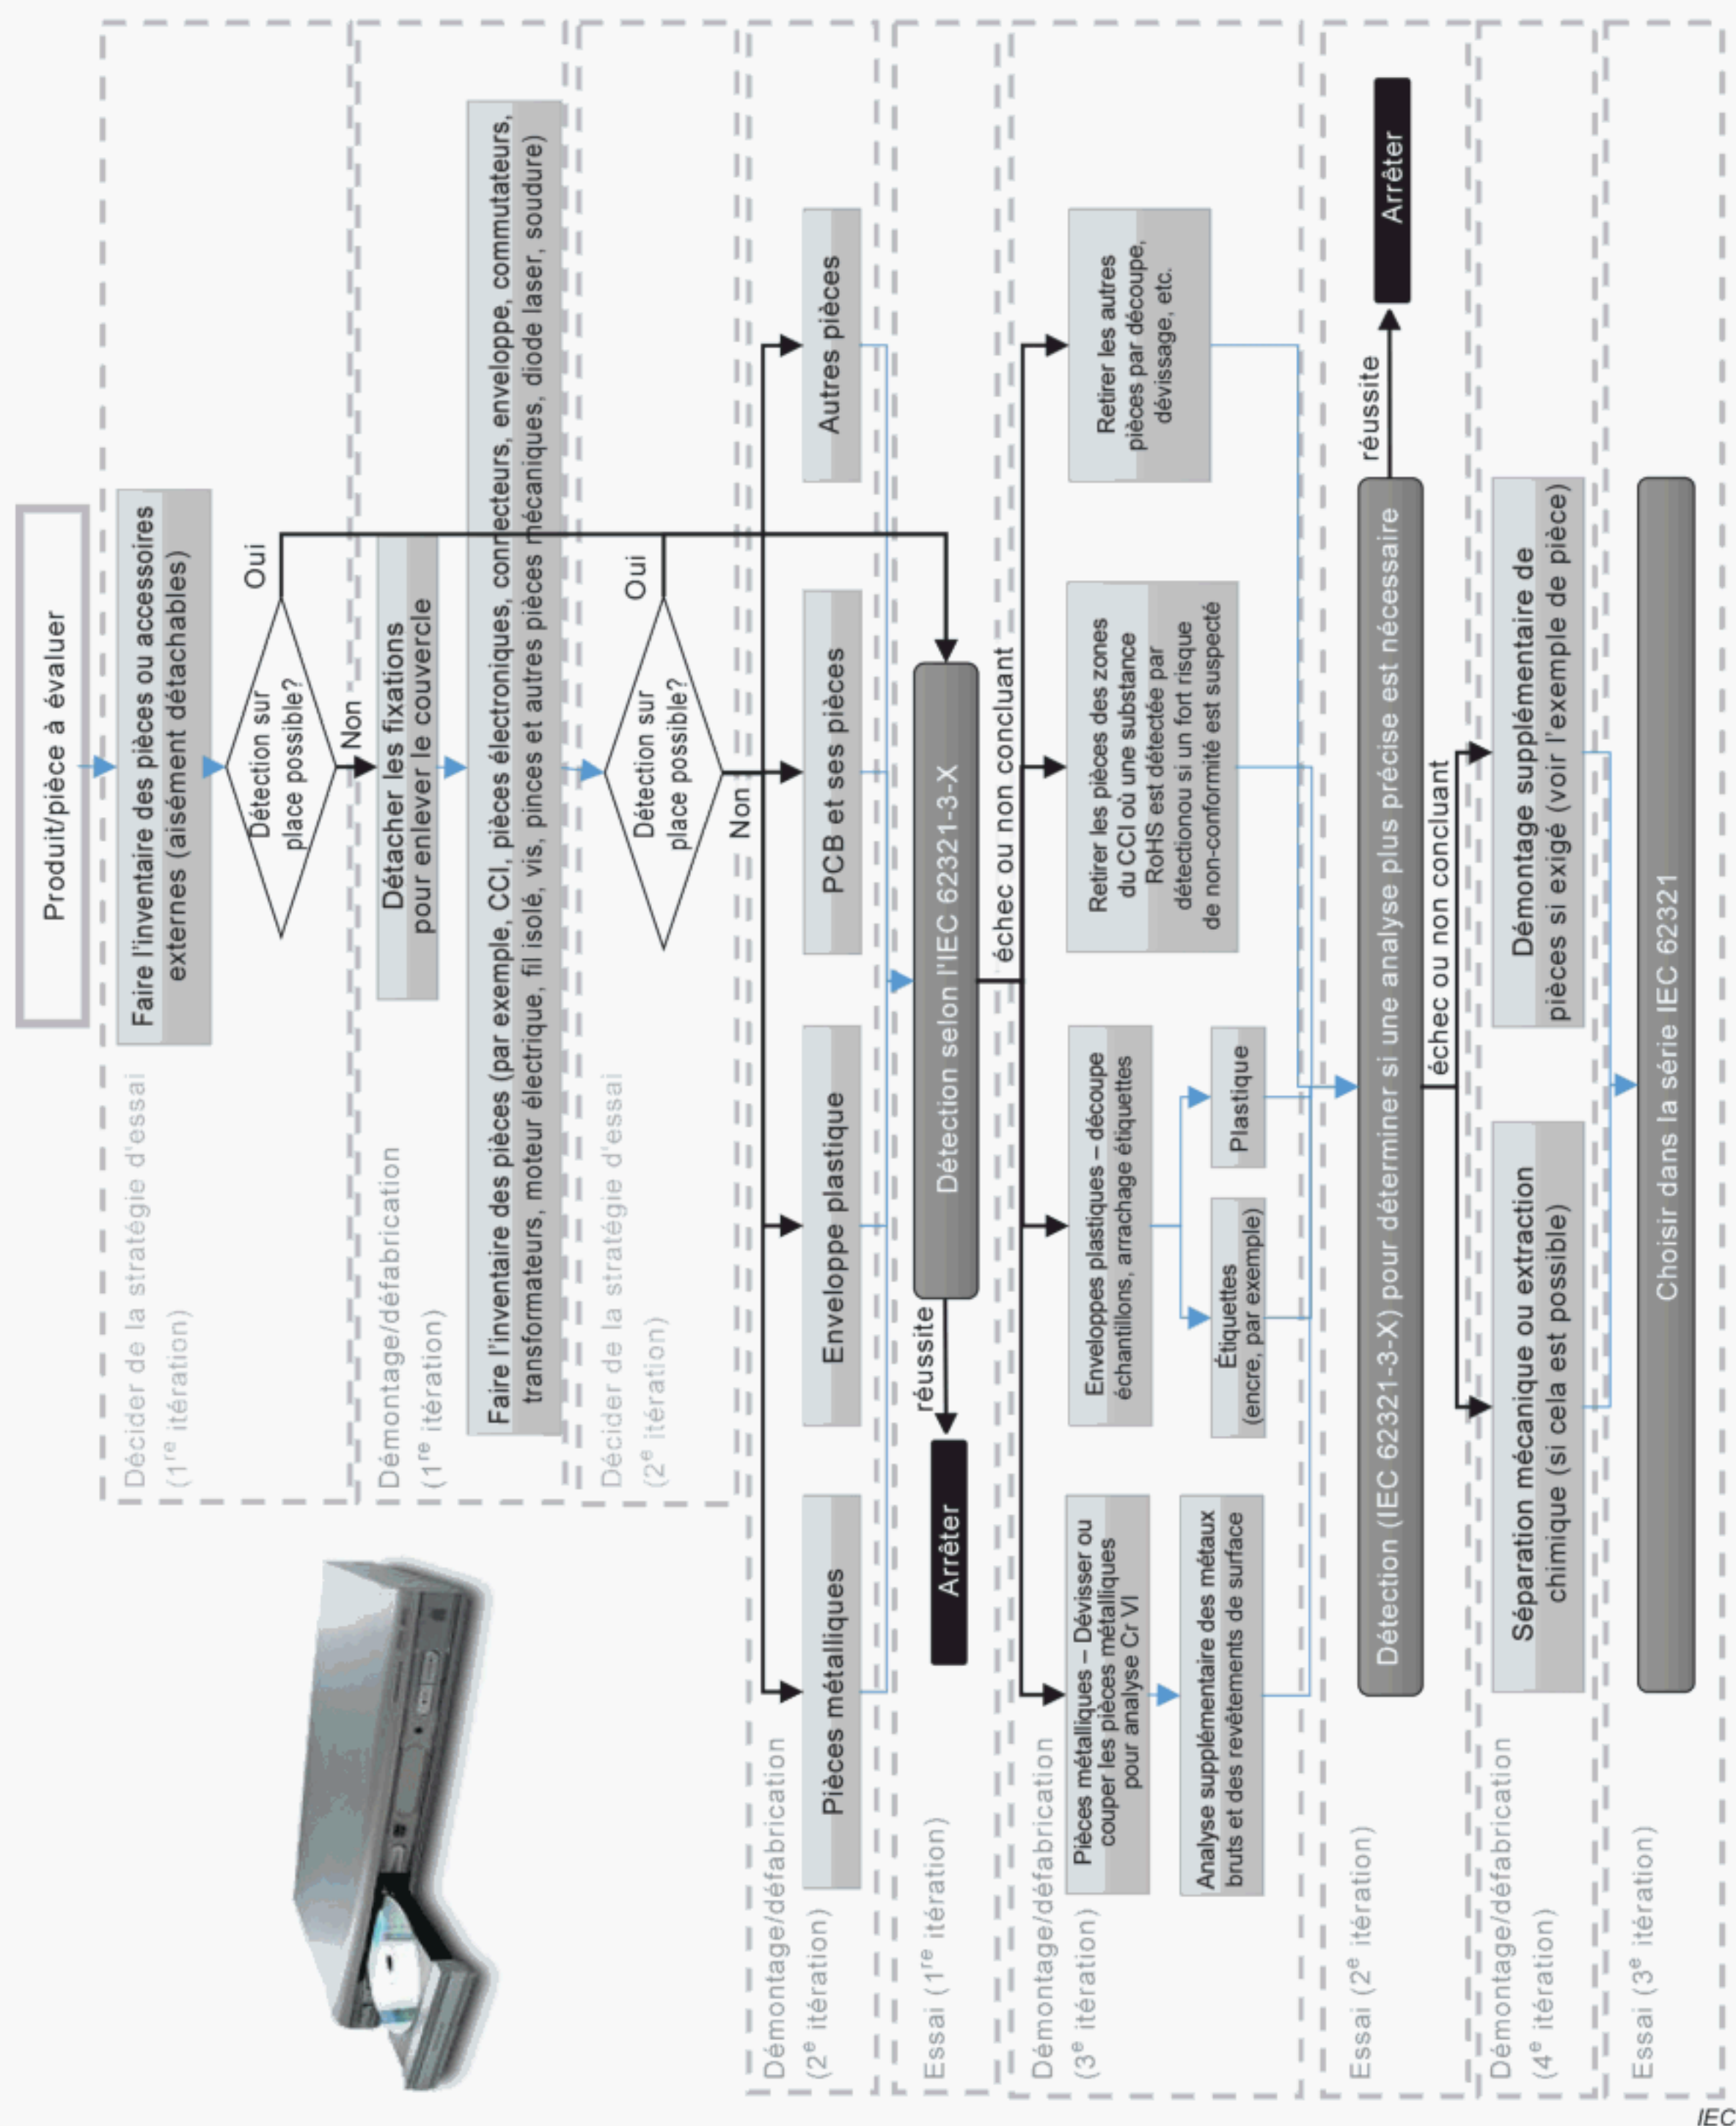 Produit/pièce à évaluer
Décider de la stratégie d'essai
(1re itération)
Faire l'inventaire des pièces ou accessoires
externes (aisément détachables)
Détection sur
place possible?
Oui
Non
Démontage/défabrication
(1re itération)
Détacher les fixations
pour enlever le couvercle
Faire l'inventaire des pièces (par exemple, CCI, pièces électroniques, connecteurs, enveloppe, commutateurs,
transformateurs, moteur électrique, fil isolé, vis, pinces et autres pièces mécaniques, diode laser, soudure)
Décider de la stratégie d'essai
(2e itération)
Détection sur
place possible?
Oui
Non
Démontage/défabrication
(2e itération)
Pièces métalliques
Enveloppe plastique
PCB et ses pièces
Autres pièces
Essai (1re itération)
Arrêter
réussite
Détection selon l'IEC 62321-3-X
échec ou non concluant
Démontage/défabrication
(3e itération)
Pièces métalliques – Dévisser ou
couper les pièces métalliques
pour analyse Cr VI
Analyse supplémentaire des métaux
bruts et des revêtements de surface
Enveloppes plastiques – découpe
échantillons, arrachage étiquettes
Étiquettes
(encre, par exemple)
Plastique
Retirer les pièces des zones
du CCI où une substance
RoHS est détectée par
détectionou si un fort risque
de non-conformité est suspecté
Retirer les autres
pièces par découpe,
dévissage, etc.
Essai (2e itération)
Détection (IEC 62321-3-X) pour déterminer si une analyse plus précise est nécessaire
réussite
Arrêter
échec ou non concluant
Démontage/défabrication
(4e itération)
Séparation mécanique ou extraction
chimique (si cela est possible)
Démontage supplémentaire de
pièces si exigé (voir l'exemple de pièce)
Essai (3e itération)
Choisir dans la série IEC 62321
IEC